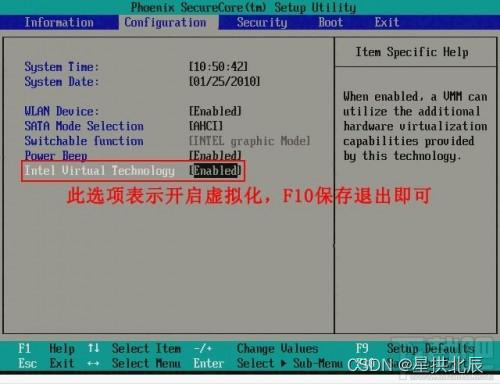 Phoenix SecureCore(tm) Setup Utility
Information Configuration Security Boot Exit
Item Specific Help
System Time: [10:50:42]
System Date: [01/25/2010]
When enabled, a VMM can
WLAN Device: [Enabled]
utilize the additional
SATA Mode Selection [AHCI]
hardware virtualization
Switchable function [INTEL graphic Model]
capabilities provided
Power Beep [Enabled]
by this technology.
Intel Virtual Technology [Enabled]
此选项表示开启虚拟化，F10保存退出即可
F1 Help ↑↓ Select Item -/+ Change Values F9 Setup Defaults
Esc Exit ↔ Select Menu Enter Select ▶ Sub-Menu
CSDN @星拱北辰